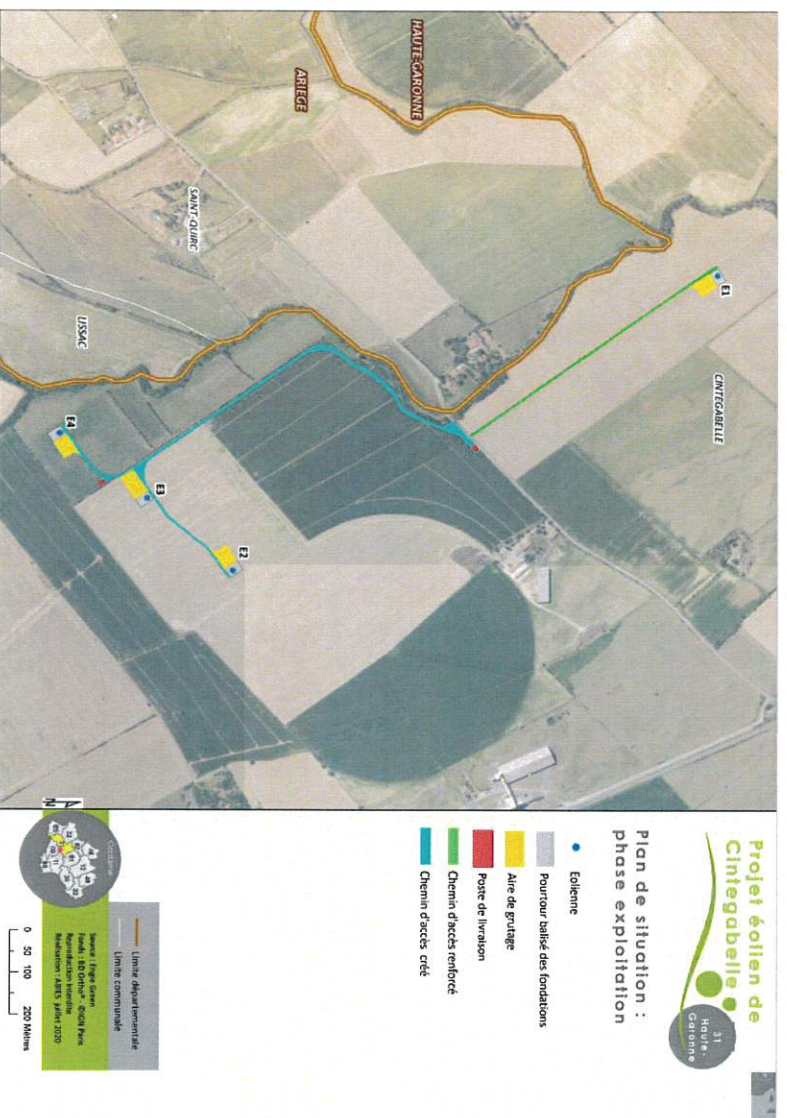 HAUTE-GARONNE
ARIEGE
SAINT-QUIRC
LISSAC
CINTEGABELLE
E1
E2
E3
E4
Projet éolien de
Cintegabelle
31
Haute-
Garonne
Plan de situation :
phase exploitation
Eolienne
Pourtour balisé des fondations
Aire de grutage
Poste de livraison
Chemin d'accès renforcé
Chemin d'accès créé
Limite départementale
Limite communale
Occitanie
Source : Engie Green
Fonds : BD Ortho® - ©IGN Paris
Reproduction interdite
Réalisation : ABIES juillet 2020
N
0 50 100 200 Mètres